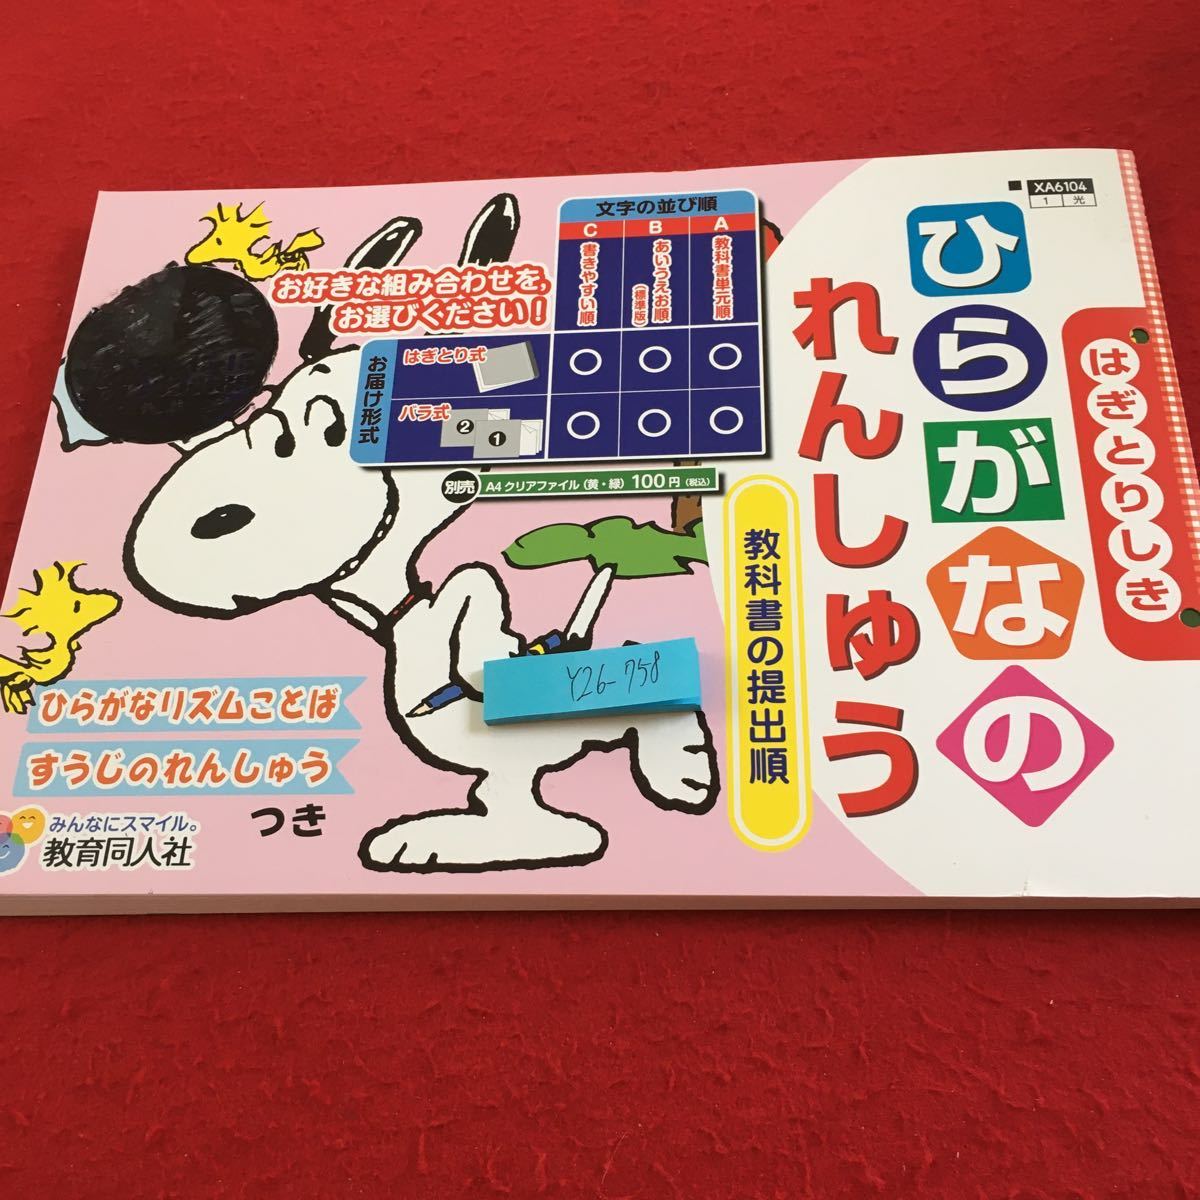 XA6104
1 光
はぎとりしき
ひらがなの
れんしゅう
教科書の提出順
文字の並び順
C B A
書きやすい順
あいうえお順
(標準版)
教科書単元順
お好きな組み合わせを、
お選びください！
お届け形式
はぎとり式 ○ ○ ○
バラ式 ○ ○ ○
② ①
別売 A4クリアファイル(黄・緑) 100円(税込)
Y26-758
ひらがなリズムことば
すうじのれんしゅう
つき
みんなにスマイル。
教育同人社